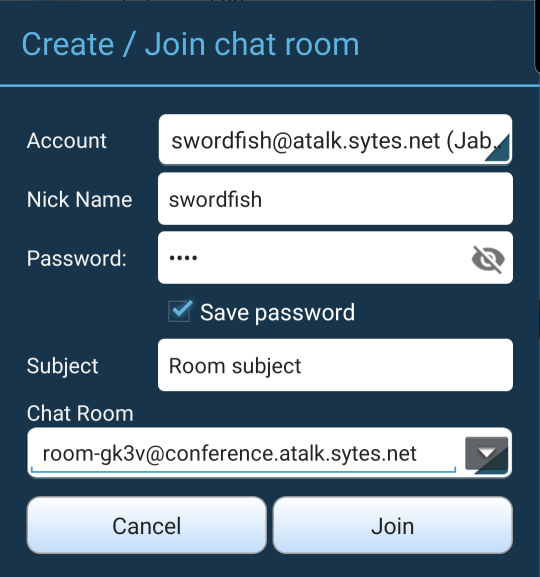 Create / Join chat room
Account swordfish@atalk.sytes.net (Jab..
Nick Name swordfish
Password: ••••
Save password
Subject Room subject
Chat Room
room-gk3v@conference.atalk.sytes.net
Cancel Join